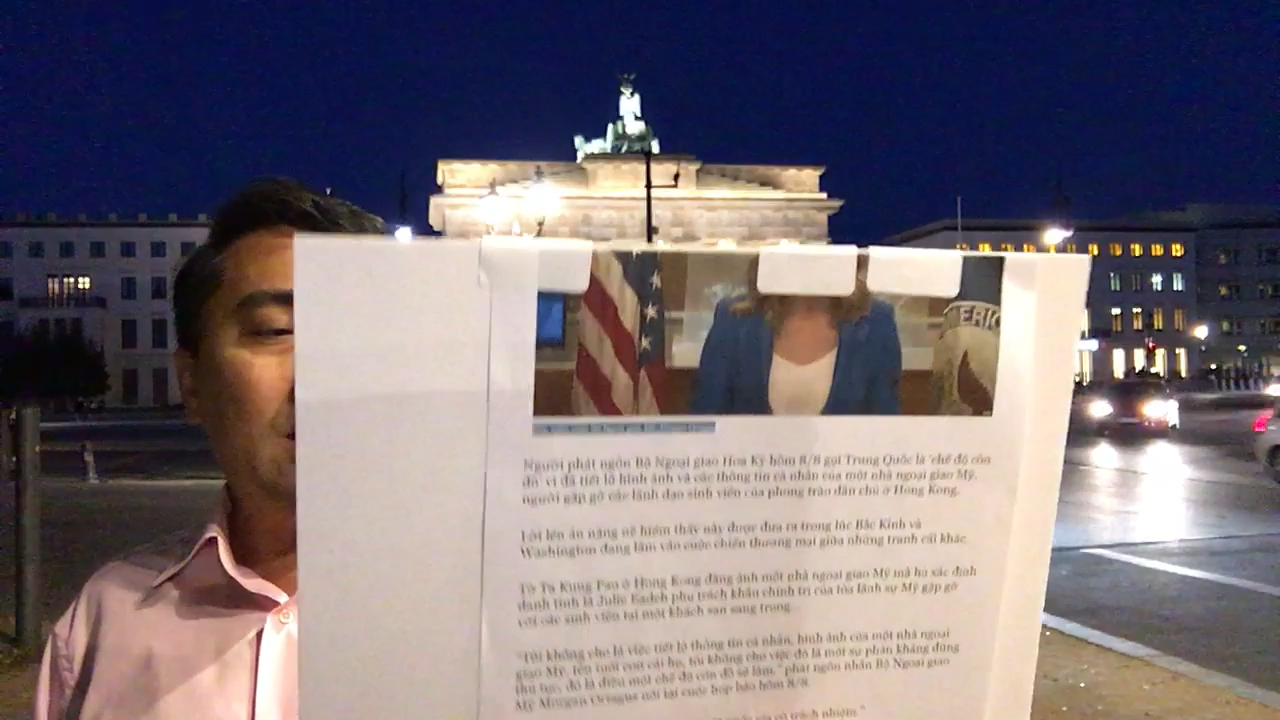 ERIC
Người phát ngôn Bộ Ngoại giao Hoa Kỳ hôm 8/8 gọi Trung Quốc là 'chế độ côn
đồ' vì đã tiết lộ hình ảnh và các thông tin cá nhân của một nhà ngoại giao Mỹ,
người gặp gỡ các lãnh đạo sinh viên của phong trào dân chủ ở Hong Kong.
Lời lên án nặng nề hiếm thấy này được đưa ra trong lúc Bắc Kinh và
Washington đang lâm vào cuộc chiến thương mại giữa những tranh cãi khác.
Tờ Ta Kung Pao ở Hong Kong đăng ảnh một nhà ngoại giao Mỹ mà họ xác định
danh tính là Julie Eadeh phụ trách khâu chính trị của tòa lãnh sự Mỹ gặp gỡ
với các sinh viên tại một khách sạn sang trọng.
"Tôi không cho là việc tiết lộ thông tin cá nhân, hình ảnh của một nhà ngoại
giao Mỹ, tên tuổi con cái họ, tôi không cho việc đó là một sự phản kháng đúng
thủ tục, đó là điều một chế độ côn đồ sẽ làm," phát ngôn nhân Bộ Ngoại giao
Mỹ Morgan Ortagus nói tại cuộc họp báo hôm 8/8.
có trách nhiệm."